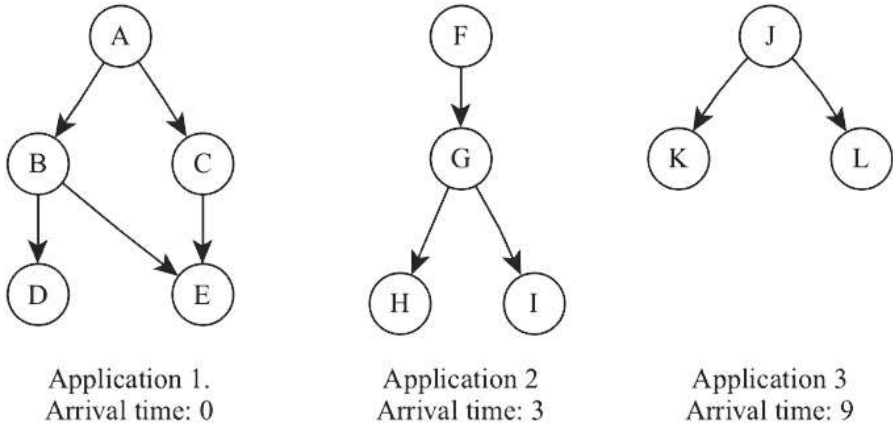 A
F
J
B
C
G
K
L
D
E
H
I
Application 1.
Arrival time: 0
Application 2
Arrival time: 3
Application 3
Arrival time: 9